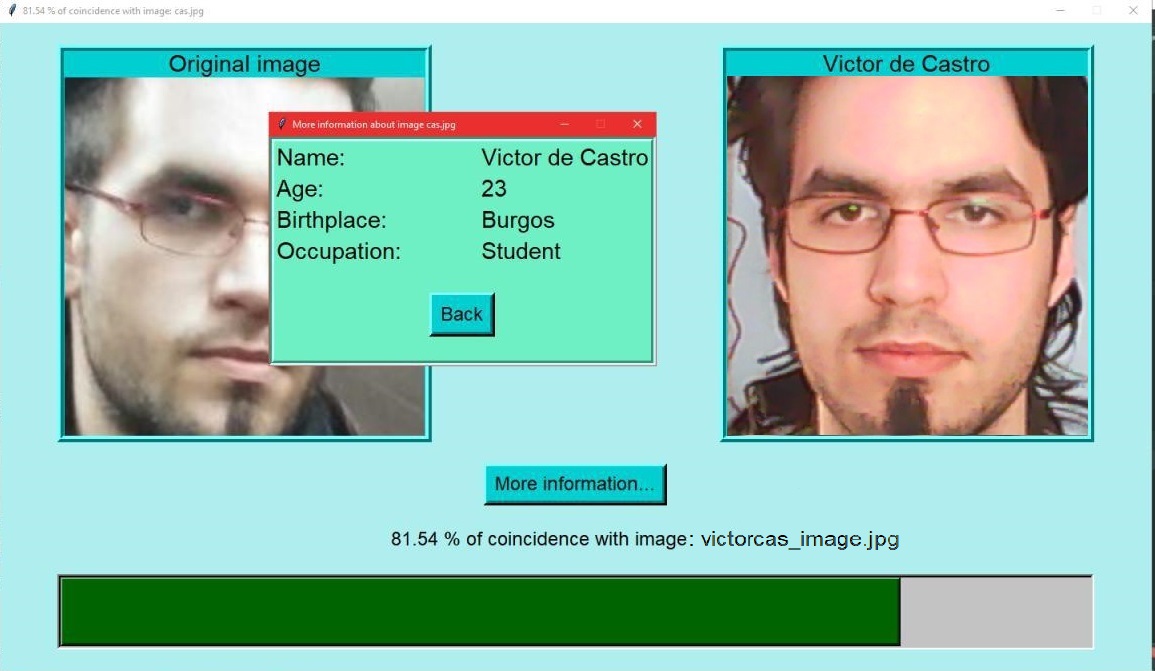 81.54 % of coincidence with image: cas.jpg
Original image
Victor de Castro
More information about image cas.jpg
Name: Victor de Castro
Age: 23
Birthplace: Burgos
Occupation: Student
Back
More information...
81.54 % of coincidence with image: victorcas_image.jpg